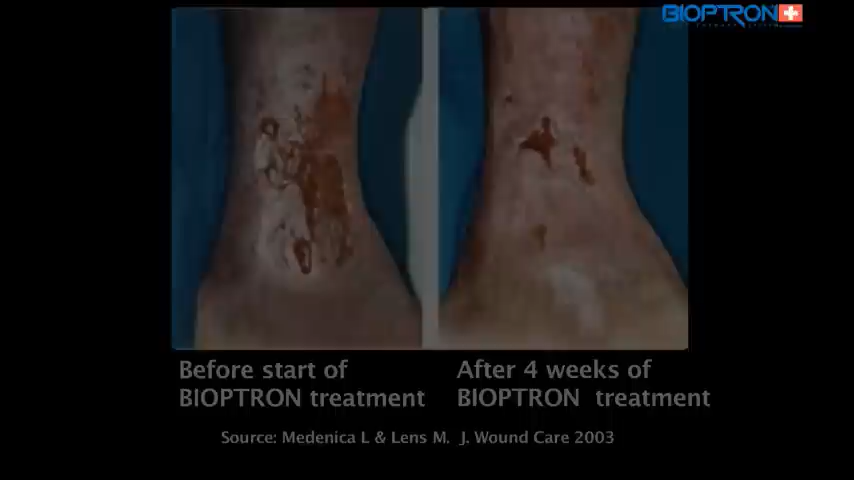 BIOPTRON
Before start of
BIOPTRON treatment
After 4 weeks of
BIOPTRON treatment
Source: Medenica L & Lens M. J. Wound Care 2003